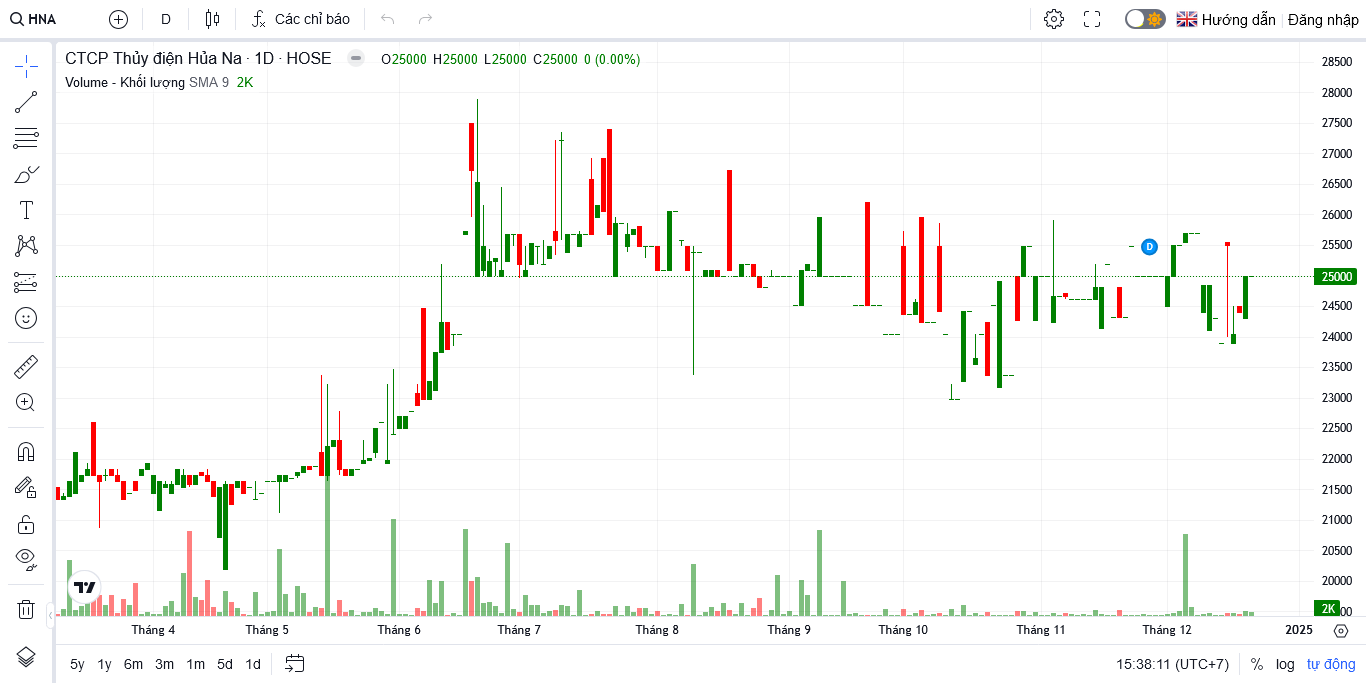 HNA D Các chỉ báo Hướng dẫn Đăng nhập
CTCP Thủy điện Hủa Na · 1D · HOSE O25000 H25000 L25000 C25000 0 (0.00%)
Volume - Khối lượng SMA 9 2K
28500
28000
27500
27000
26500
26000
25500
D
25000
24500
24000
23500
23000
22500
22000
21500
21000
20500
20000
2K
Tháng 4 Tháng 5 Tháng 6 Tháng 7 Tháng 8 Tháng 9 Tháng 10 Tháng 11 Tháng 12 2025
5y 1y 6m 3m 1m 5d 1d 15:38:11 (UTC+7) % log tự động